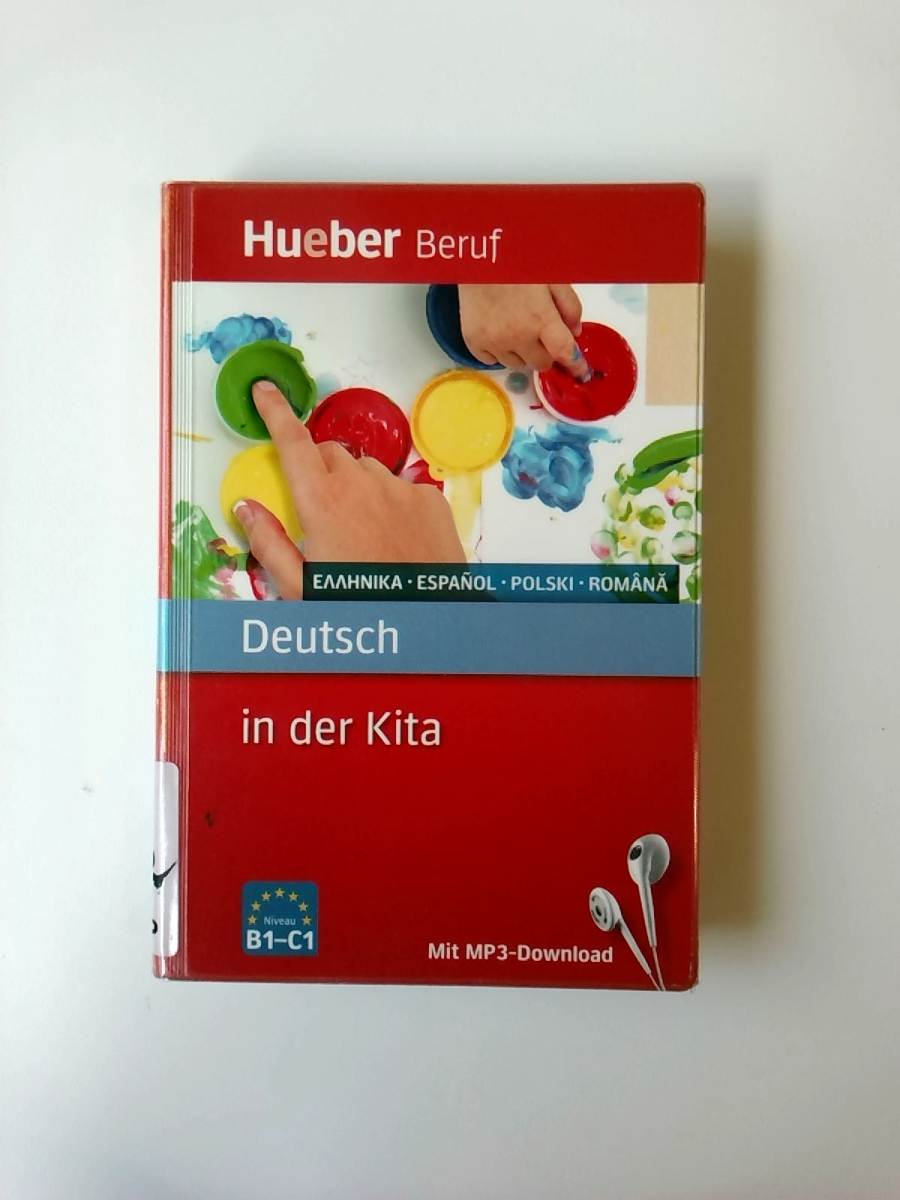 Hueber Beruf
ΕΛΛΗΝΙΚΑ · ESPAÑOL · POLSKI · ROMÂNĂ
Deutsch
in der Kita
Niveau
B1–C1
Mit MP3-Download